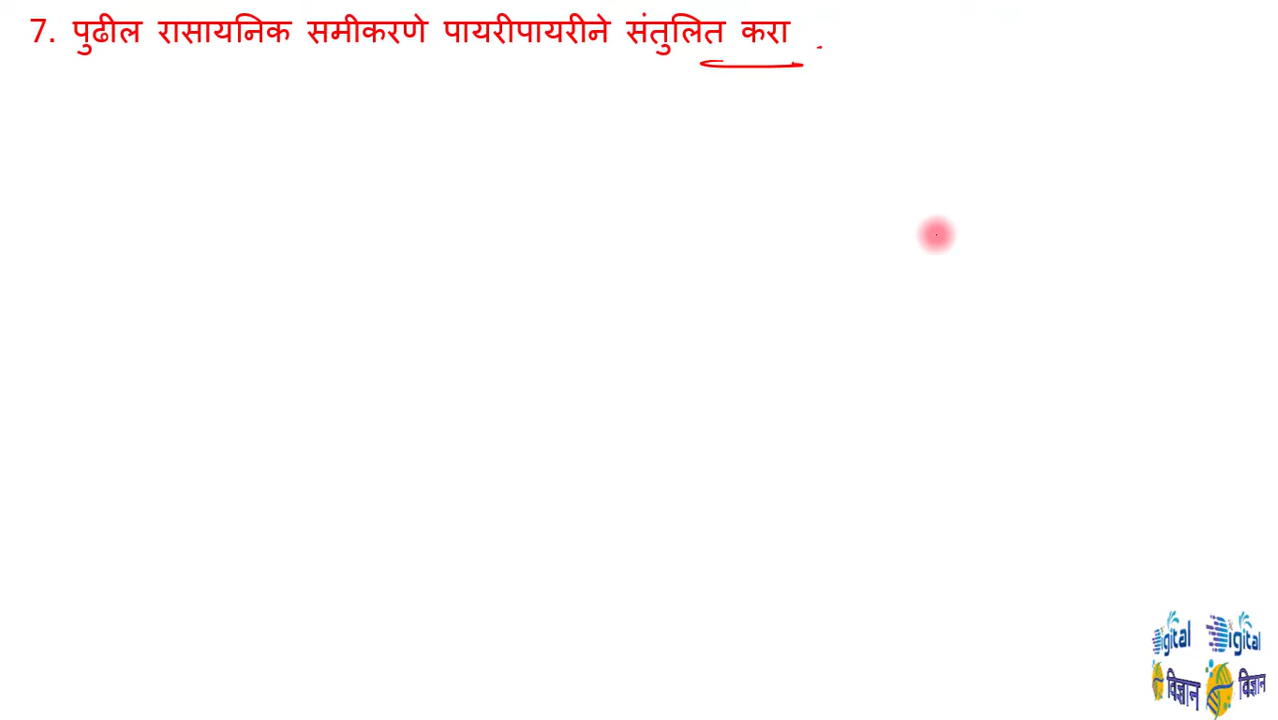 7. पुढील रासायनिक समीकरणे पायरीपायरीने संतुलित करा .
Digital Digital
विज्ञान विज्ञान